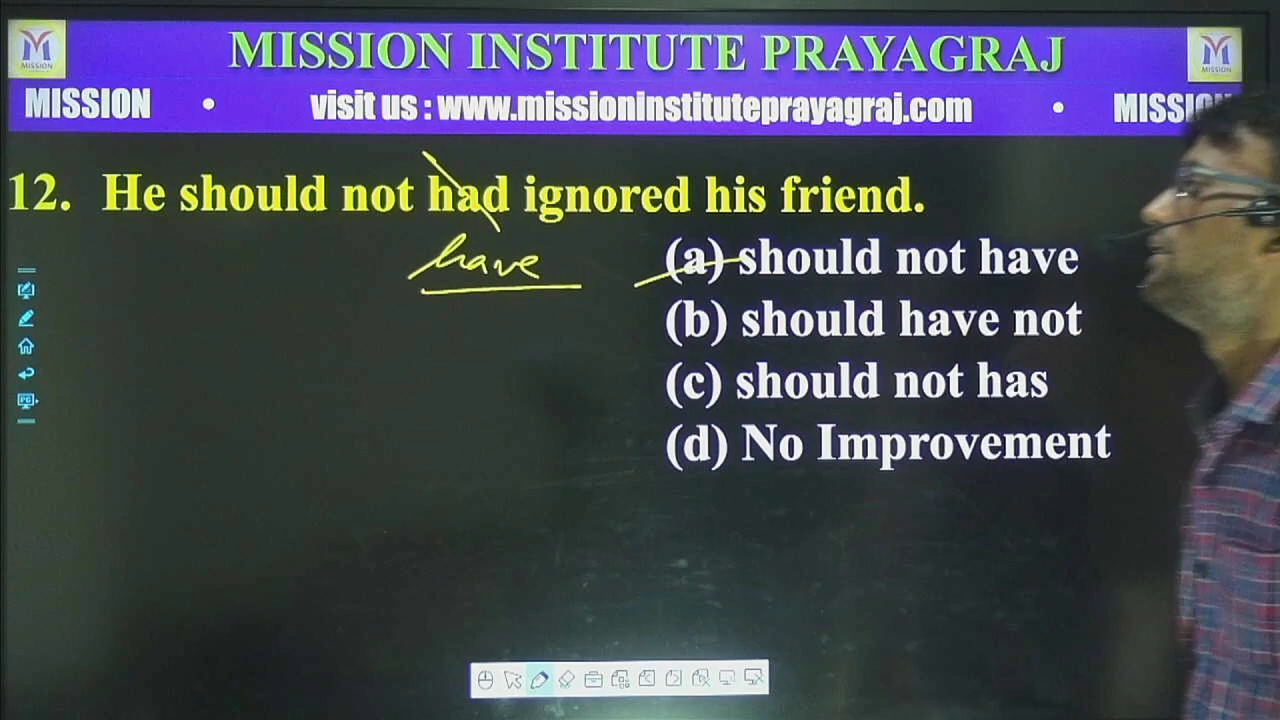 MISSION INSTITUTE PRAYAGRAJ
MISSION
MISSION
MISSION • visit us : www.missioninstituteprayagraj.com •
12. He should not had ignored his friend.
have
(a) should not have
(b) should have not
(c) should not has
(d) No Improvement